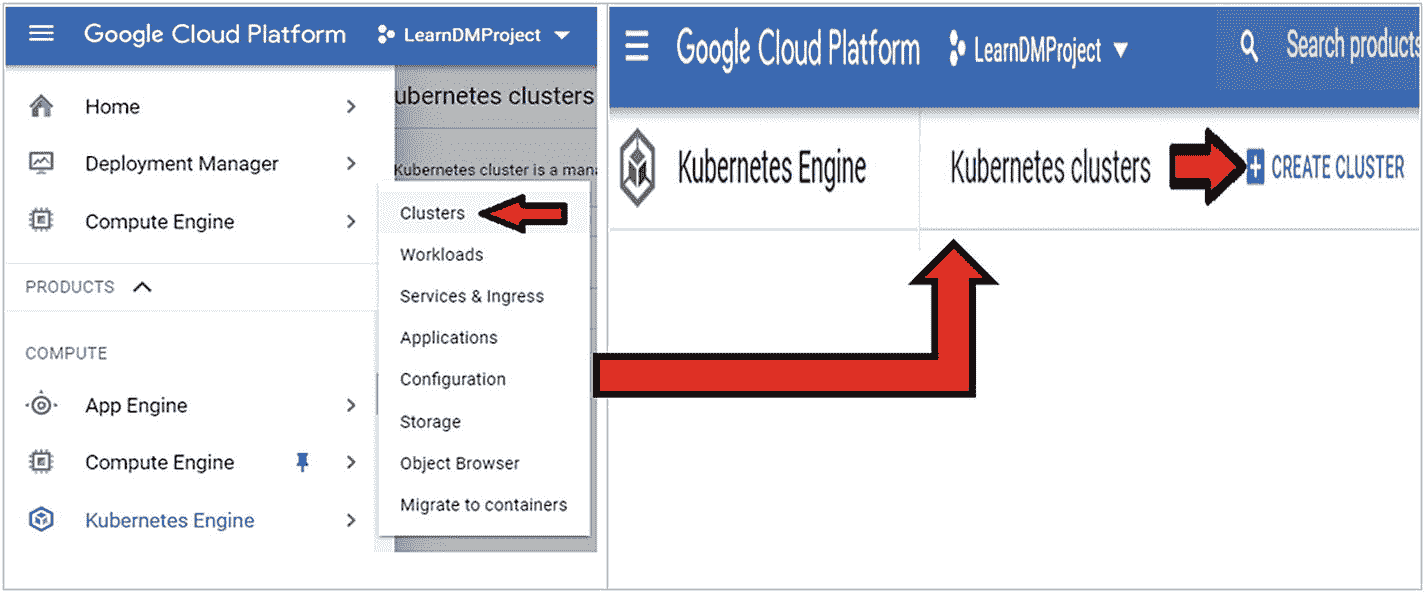 Google Cloud Platform LearnDMProject
Home
Deployment Manager
Compute Engine
PRODUCTS
COMPUTE
App Engine
Compute Engine
Kubernetes Engine
ubernetes clusters
Kubernetes cluster is a man
Clusters
Workloads
Services & Ingress
Applications
Configuration
Storage
Object Browser
Migrate to containers
Google Cloud Platform LearnDMProject Search products
Kubernetes Engine Kubernetes clusters CREATE CLUSTER